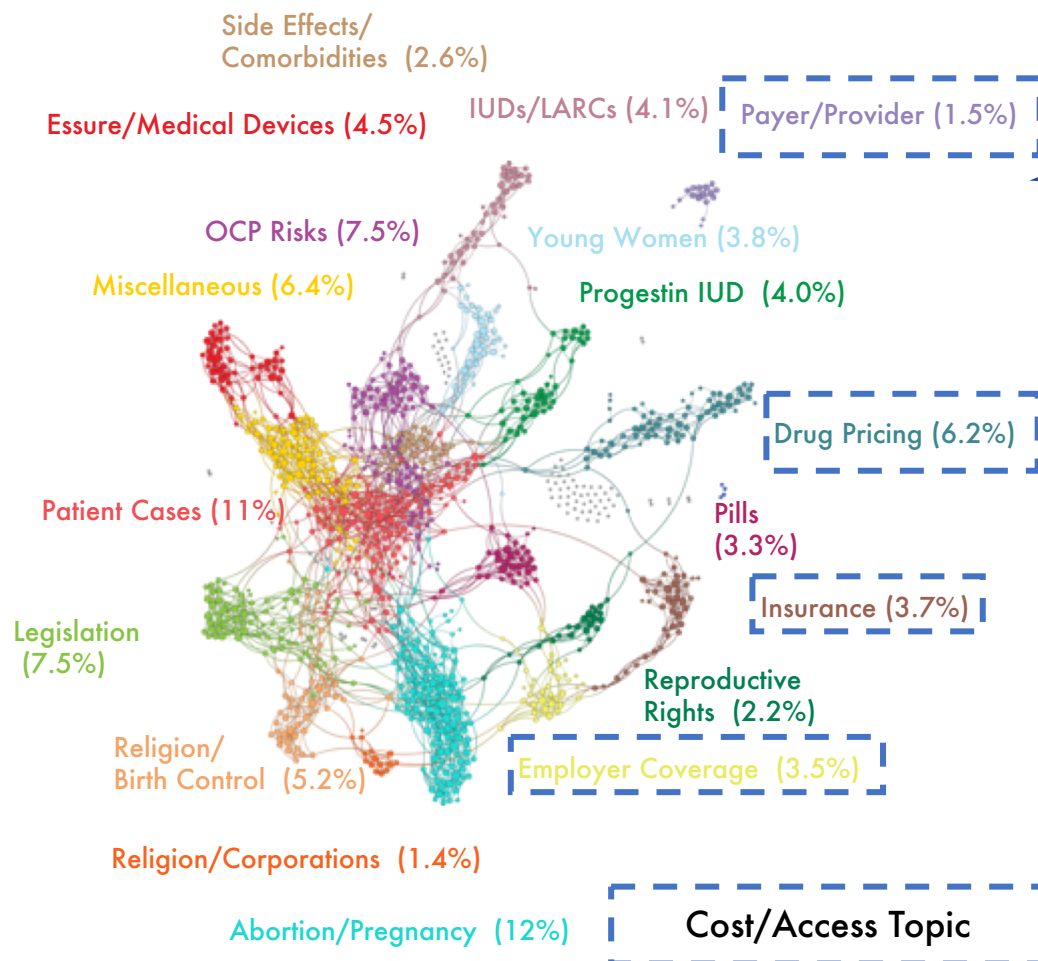 Side Effects/
Comorbidities (2.6%)
IUDs/LARCs (4.1%)
Payer/Provider (1.5%)
Essure/Medical Devices (4.5%)
OCP Risks (7.5%)
Young Women (3.8%)
Miscellaneous (6.4%)
Progestin IUD (4.0%)
Drug Pricing (6.2%)
Patient Cases (11%)
Pills
(3.3%)
Insurance (3.7%)
Legislation
(7.5%)
Reproductive
Rights (2.2%)
Religion/
Birth Control (5.2%)
Employer Coverage (3.5%)
Religion/Corporations (1.4%)
Abortion/Pregnancy (12%)
Cost/Access Topic